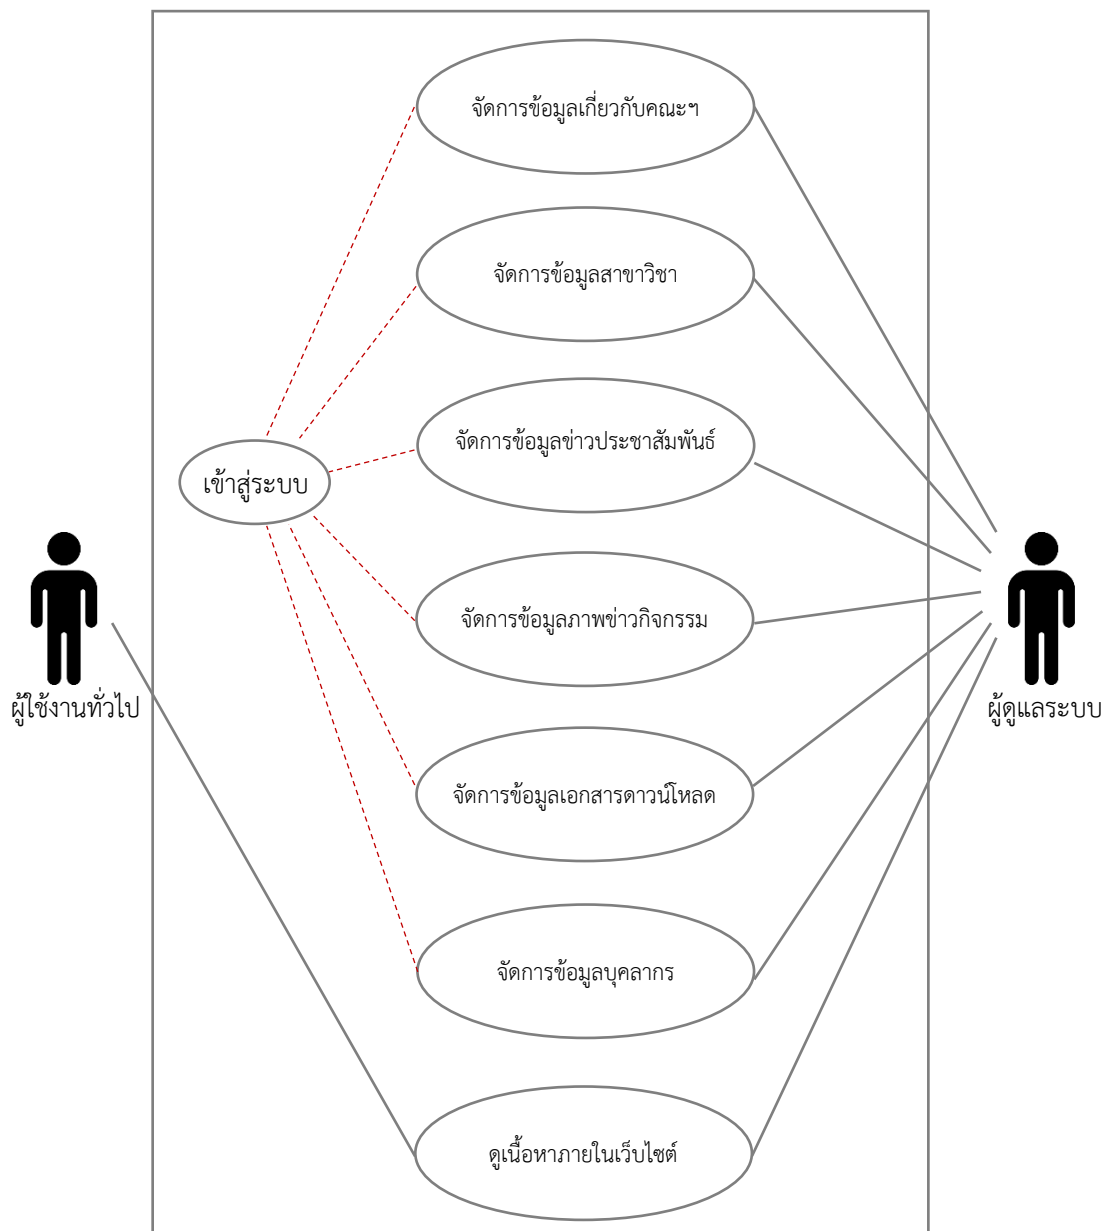 จัดการข้อมูลเกี่ยวกับคณะฯ
จัดการข้อมูลสาขาวิชา
จัดการข้อมูลข่าวประชาสัมพันธ์
เข้าสู่ระบบ
จัดการข้อมูลภาพข่าวกิจกรรม
ผู้ใช้งานทั่วไป
ผู้ดูแลระบบ
จัดการข้อมูลเอกสารดาวน์โหลด
จัดการข้อมูลบุคลากร
ดูเนื้อหาภายในเว็บไซต์